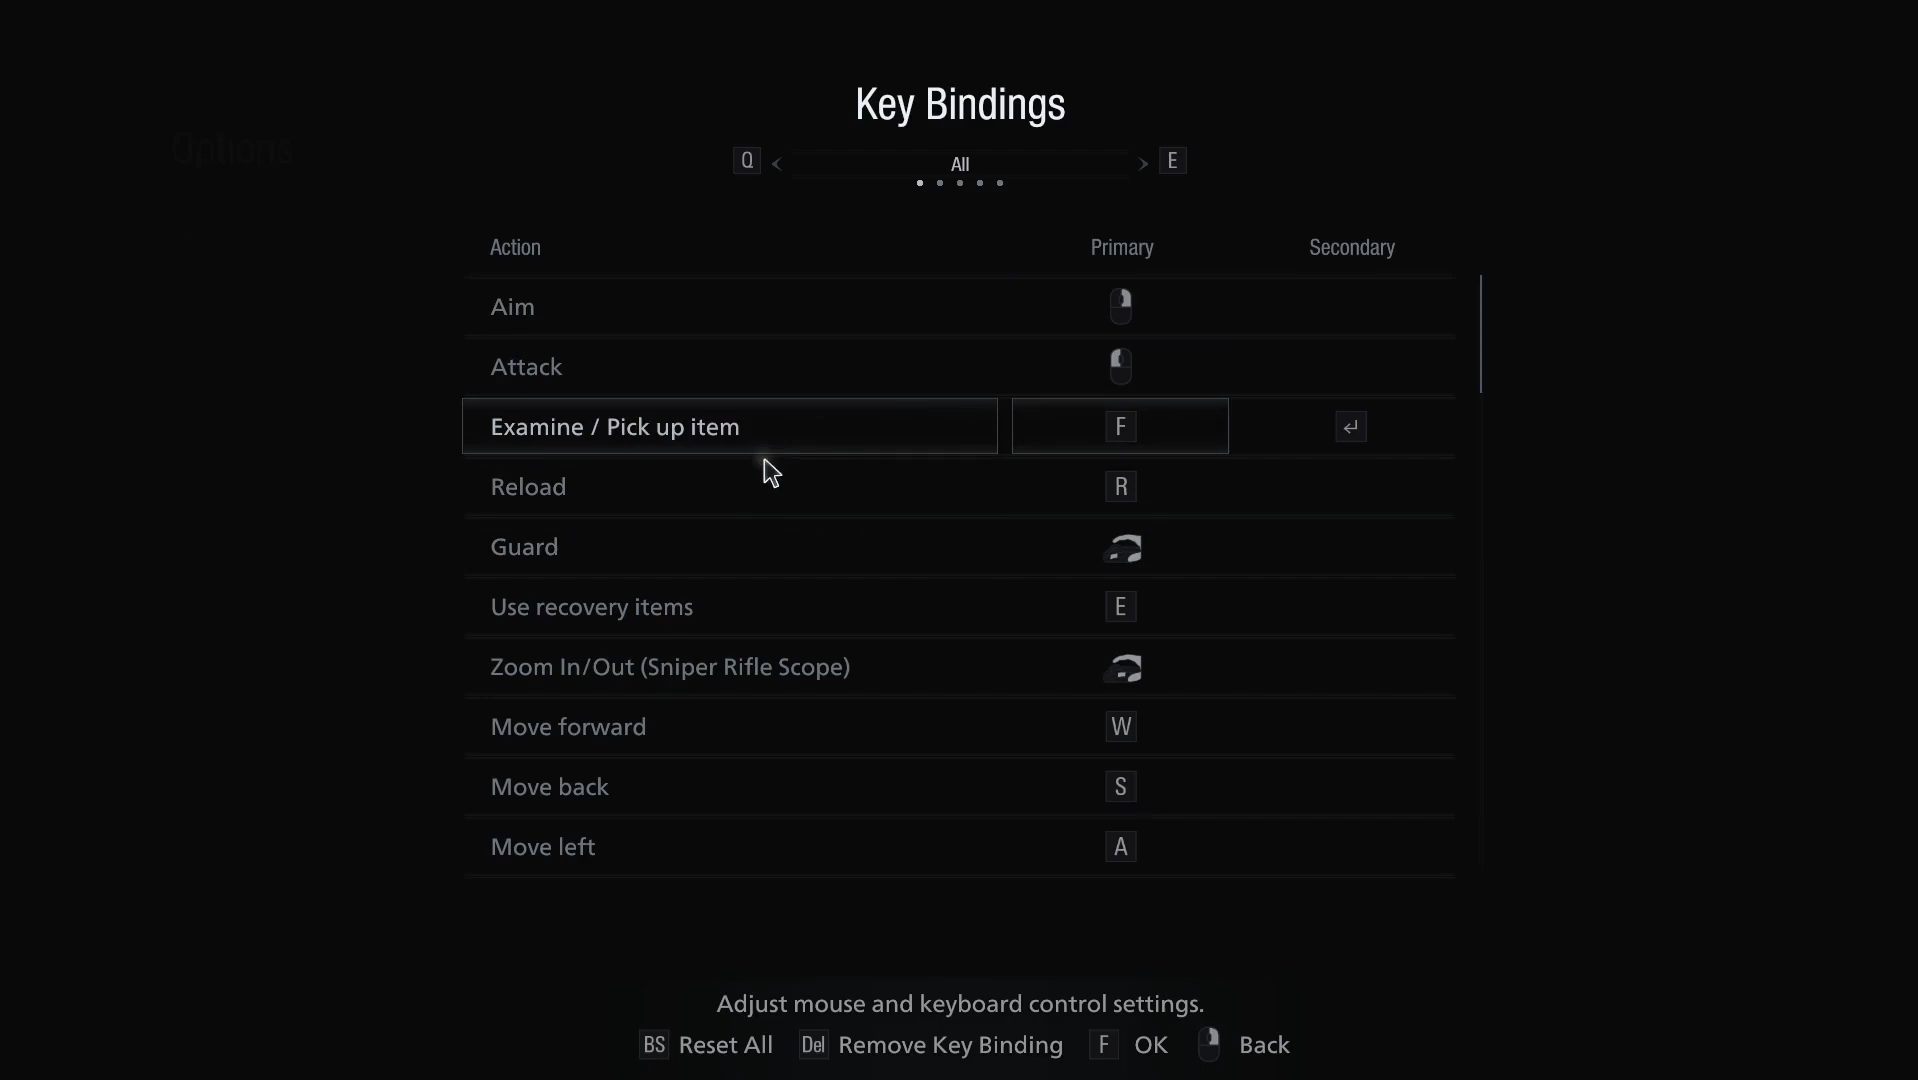 Key Bindings
Options
Q < All > E
Action Primary Secondary
Aim
Attack
Examine / Pick up item F ↵
Reload R
Guard
Use recovery items E
Zoom In/Out (Sniper Rifle Scope)
Move forward W
Move back S
Move left A
Adjust mouse and keyboard control settings.
BS Reset All Del Remove Key Binding F OK Back